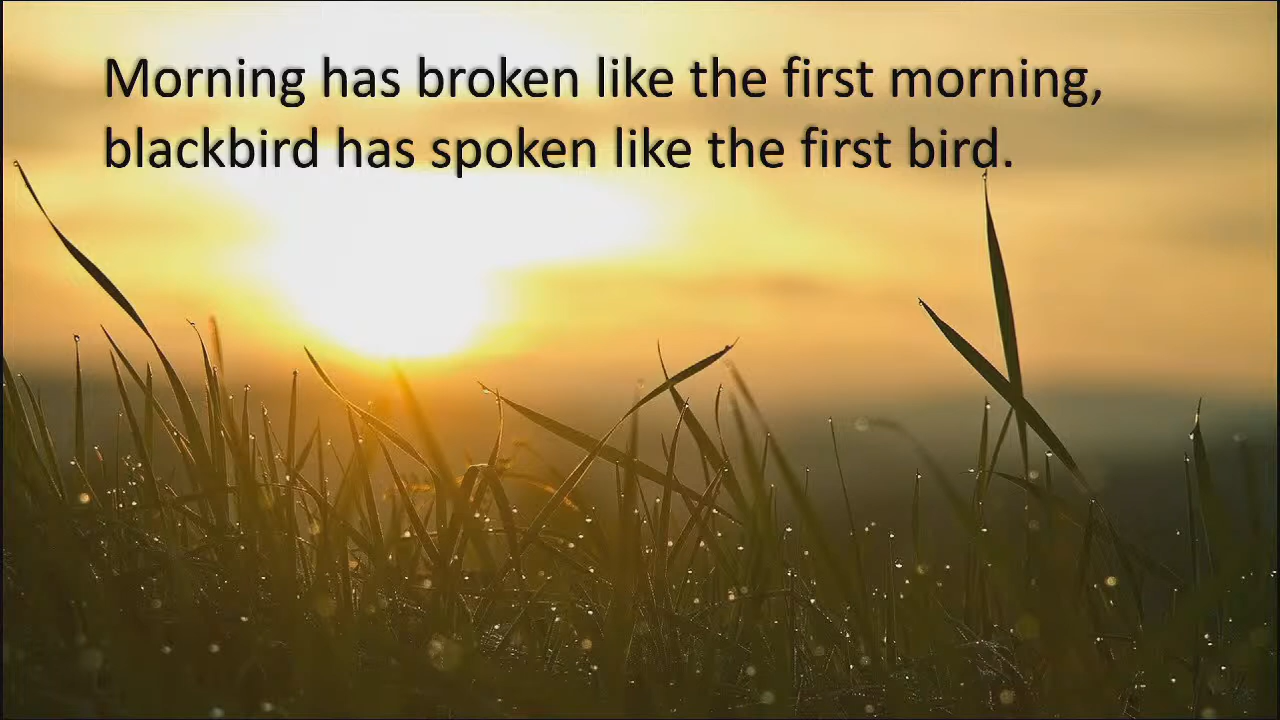 Morning has broken like the first morning,
blackbird has spoken like the first bird.